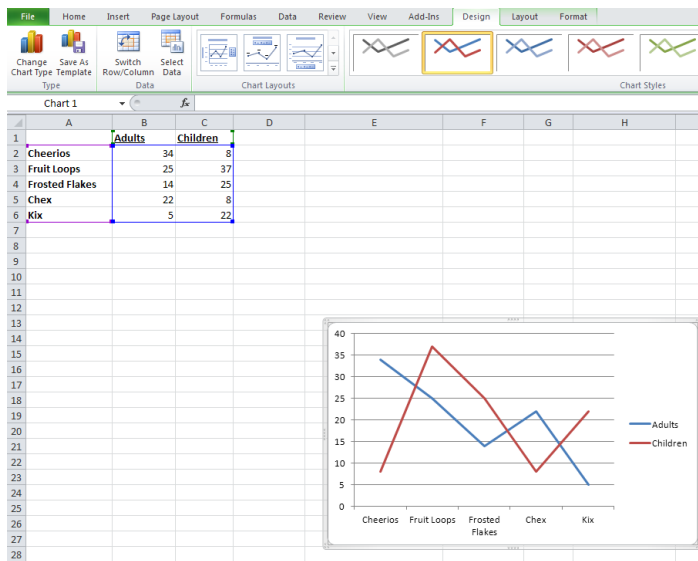 File Home Insert Page Layout Formulas Data Review View Add-Ins Design Layout Format
Change Save As Switch Select
Chart Type Template Row/Column Data
Type Data Chart Layouts Chart Styles
Chart 1 fx
A B C D E F G H
1 Adults Children
2 Cheerios 34 8
3 Fruit Loops 25 37
4 Frosted Flakes 14 25
5 Chex 22 8
6 Kix 5 22
7
8
9
10
11
12
13
14
15
16
17
18
19
20
21
22
23
24
25
26
27
28
40
35
30
25
20
15
10
5
0
Cheerios Fruit Loops Frosted Chex Kix
Flakes
Adults
Children